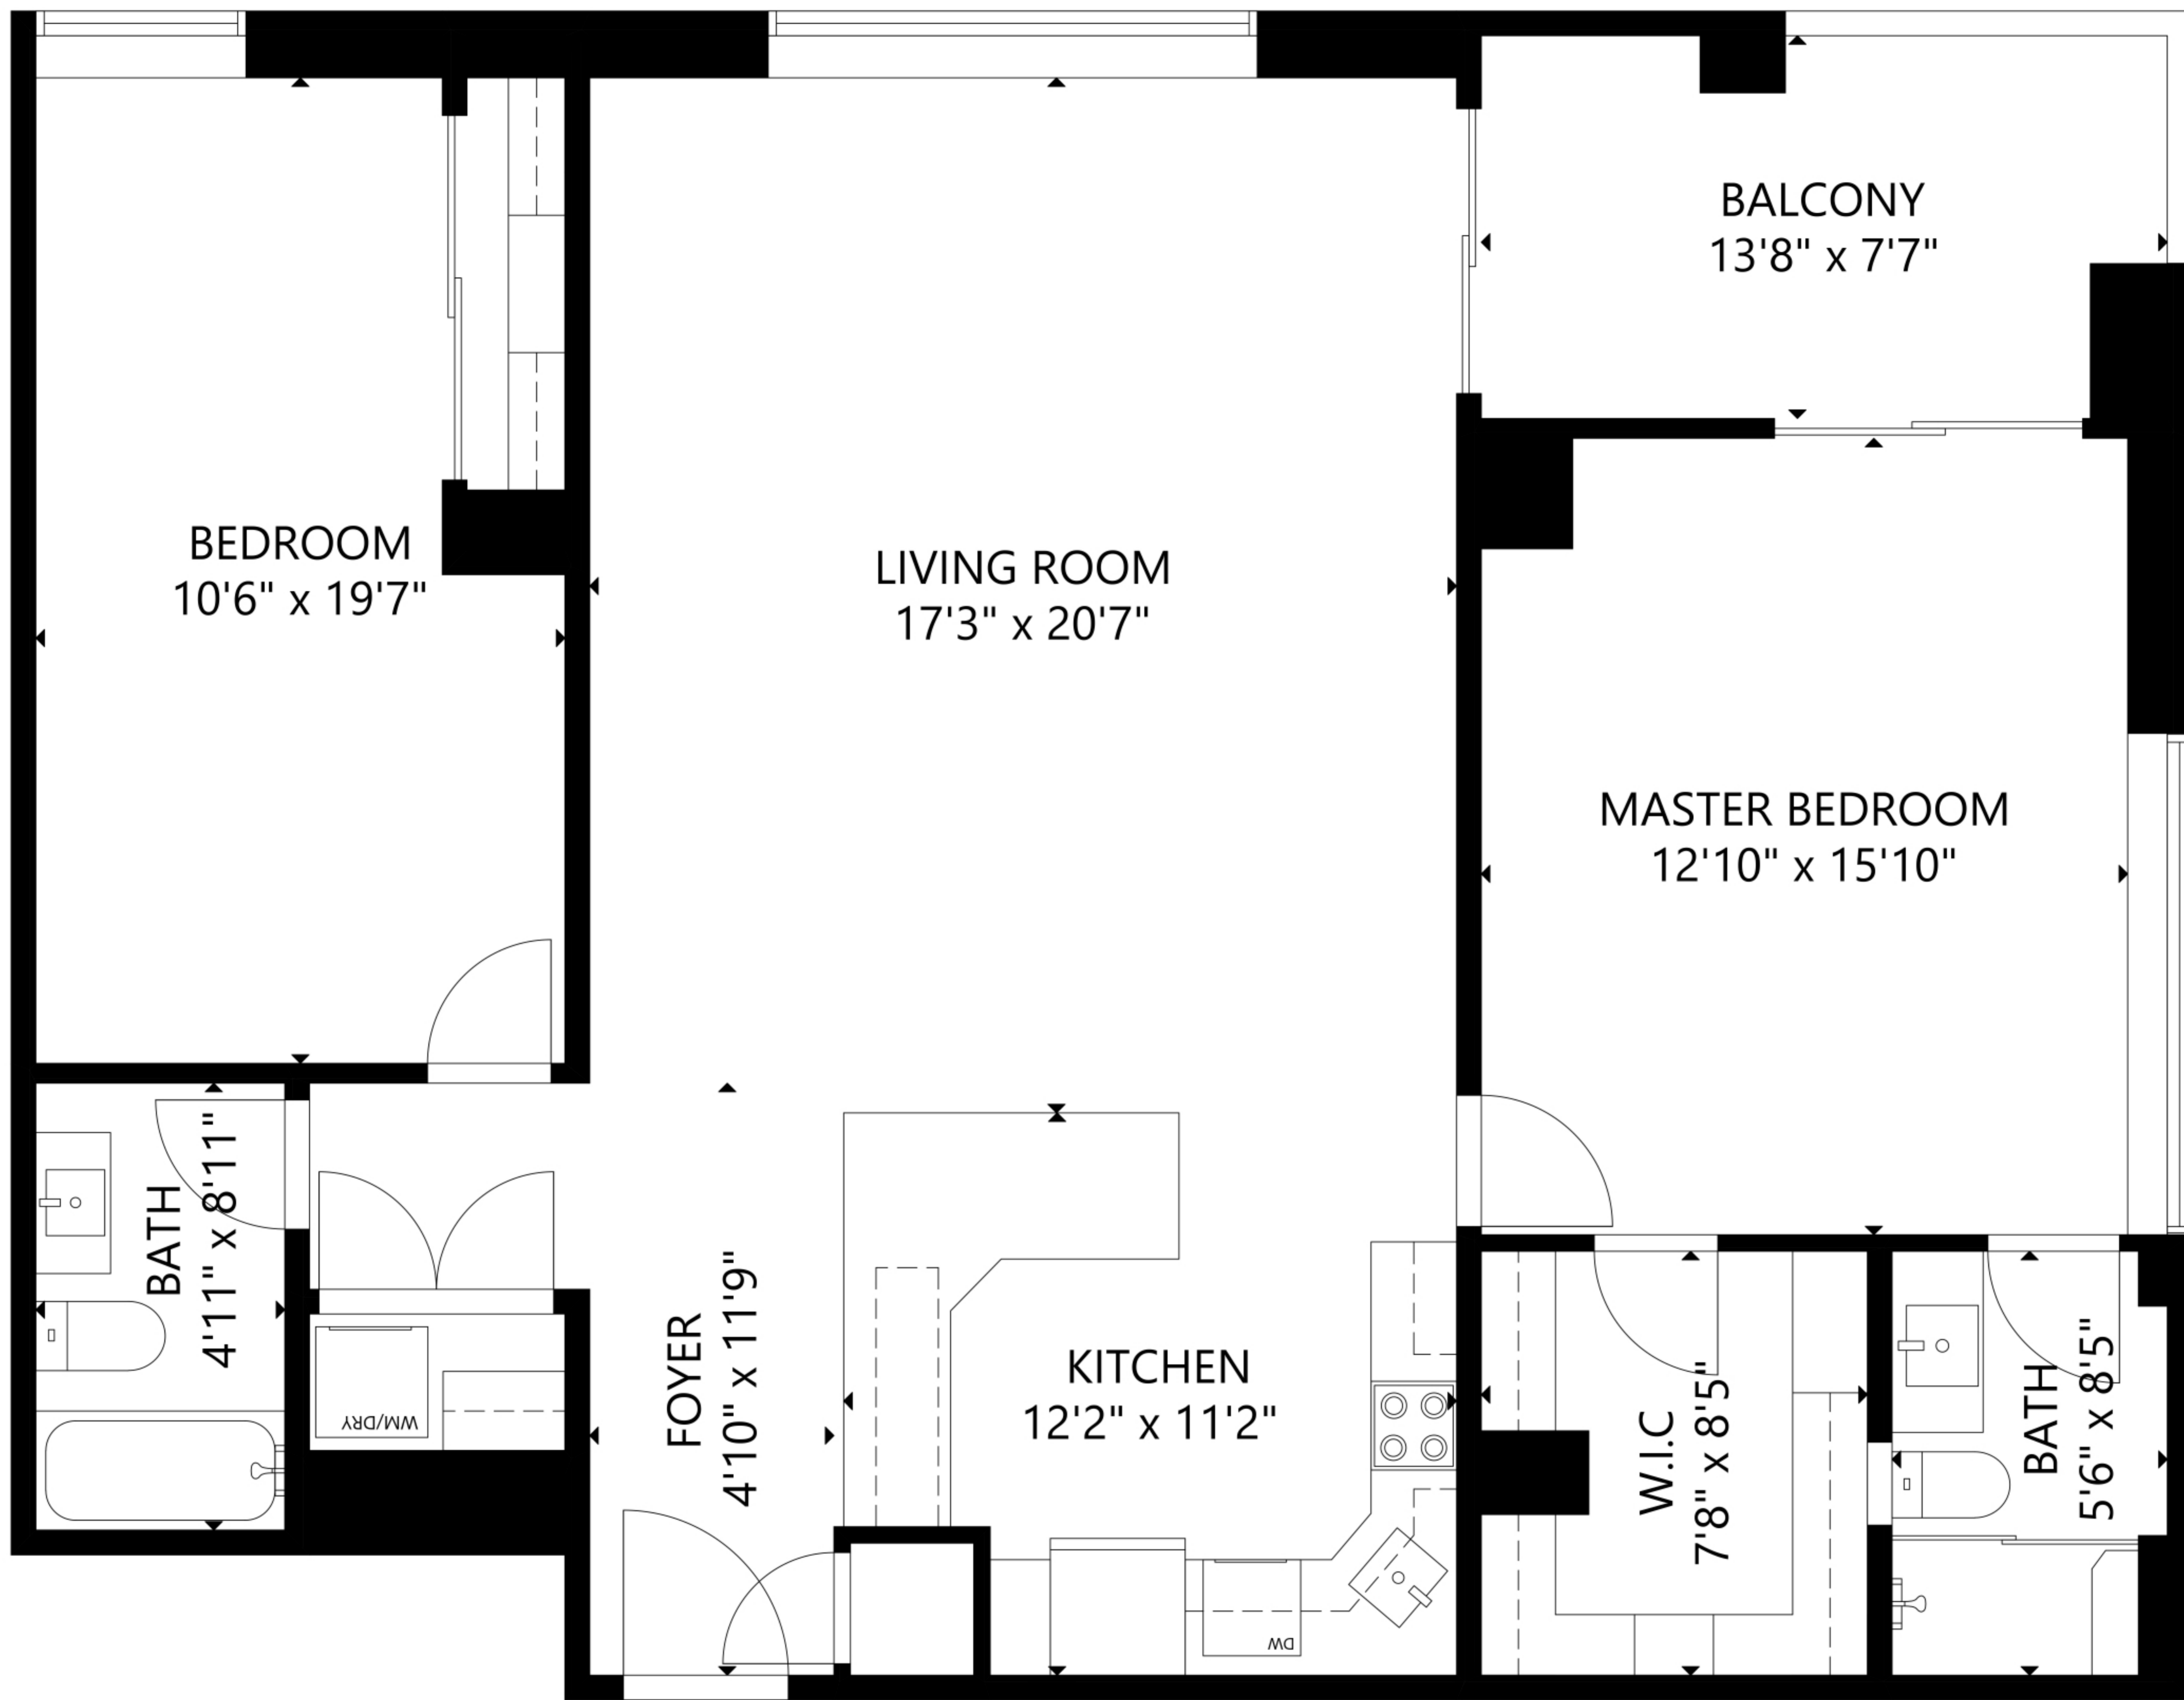 BALCONY
13'8" x 7'7"
BEDROOM
10'6" x 19'7"
LIVING ROOM
17'3" x 20'7"
MASTER BEDROOM
12'10" x 15'10"
BATH
4'11" x 8'11"
WM/DRY
FOYER
4'10" x 11'9"
KITCHEN
12'2" x 11'2"
DW
W.I.C
7'8" x 8'5"
BATH
5'6" x 8'5"